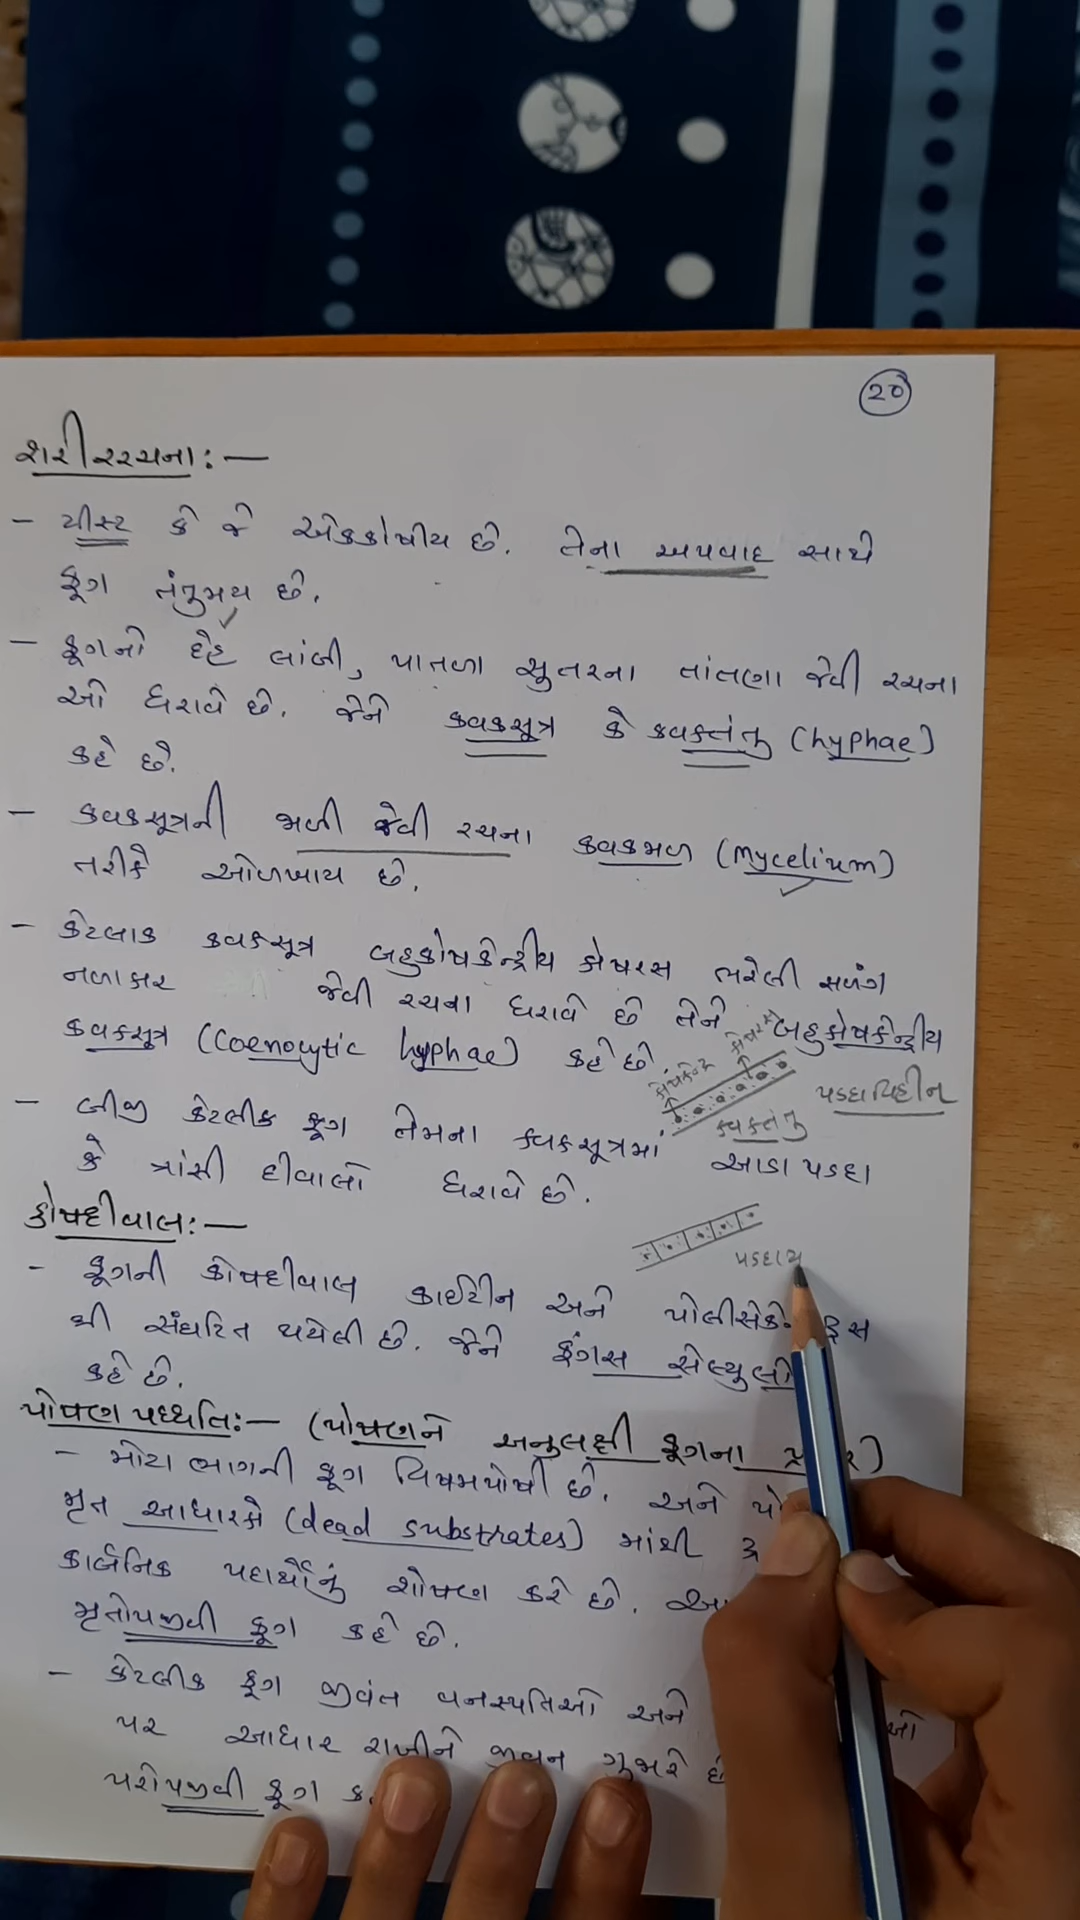 20
શરીરરચના:—
- યીસ્ટ કે જે એકકોષીય છે. તેના અપવાદ સાથે
ફૂગ તંતુમય છે.
- ફૂગનો દેહ લાંબી, પાતળા સુતરના તાંતણા જેવી રચના
ઓ ધરાવે છે. જેને કવકસૂત્ર કે કવકતંતુ (hyphae)
કહે છે.
- કવકસૂત્રની જાળી જેવી રચના કવકજાળ (Mycelium)
તરીકે ઓળખાય છે.
- કેટલાક કવકસૂત્ર બહુકોષકેન્દ્રીય કોષરસ ભરેલી સળંગ
નળાકાર જેવી રચના ધરાવે છે તેને બહુકોષકેન્દ્રીય
કવકસૂત્ર (Coenocytic hyphae) કહે છે.
કોષકેન્દ્ર કોષરસ
પડદાવિહીન
કવકતંતુ
- બીજી કેટલીક ફૂગ તેમના કવકસૂત્રમાં આડા પડદા
કે ત્રાંસી દીવાલો ધરાવે છે.
પડદાય
કોષદીવાલ:—
- ફૂગની કોષદીવાલ કાઈટીન અને
થી સંઘટિત થયેલી છે. જેને ફંગસ
કહે છે.
પોષણ પધ્ધતિ:— (પોષણને અનુલક્ષી ફૂગના
- મોટા ભાગની ફૂગ વિષમપોષી છે. અને
મૃત આધારકો (dead substrates) માંથી
કાર્બનિક પદાર્થોનું શોષણ કરે છે.
મૃતોપજીવી ફૂગ કહે છે.
- કેટલીક ફૂગ જીવંત વનસ્પતિઓ અને
પર આધાર રાખીને જીવન ગુજારે
પરોપજીવી ફૂગ